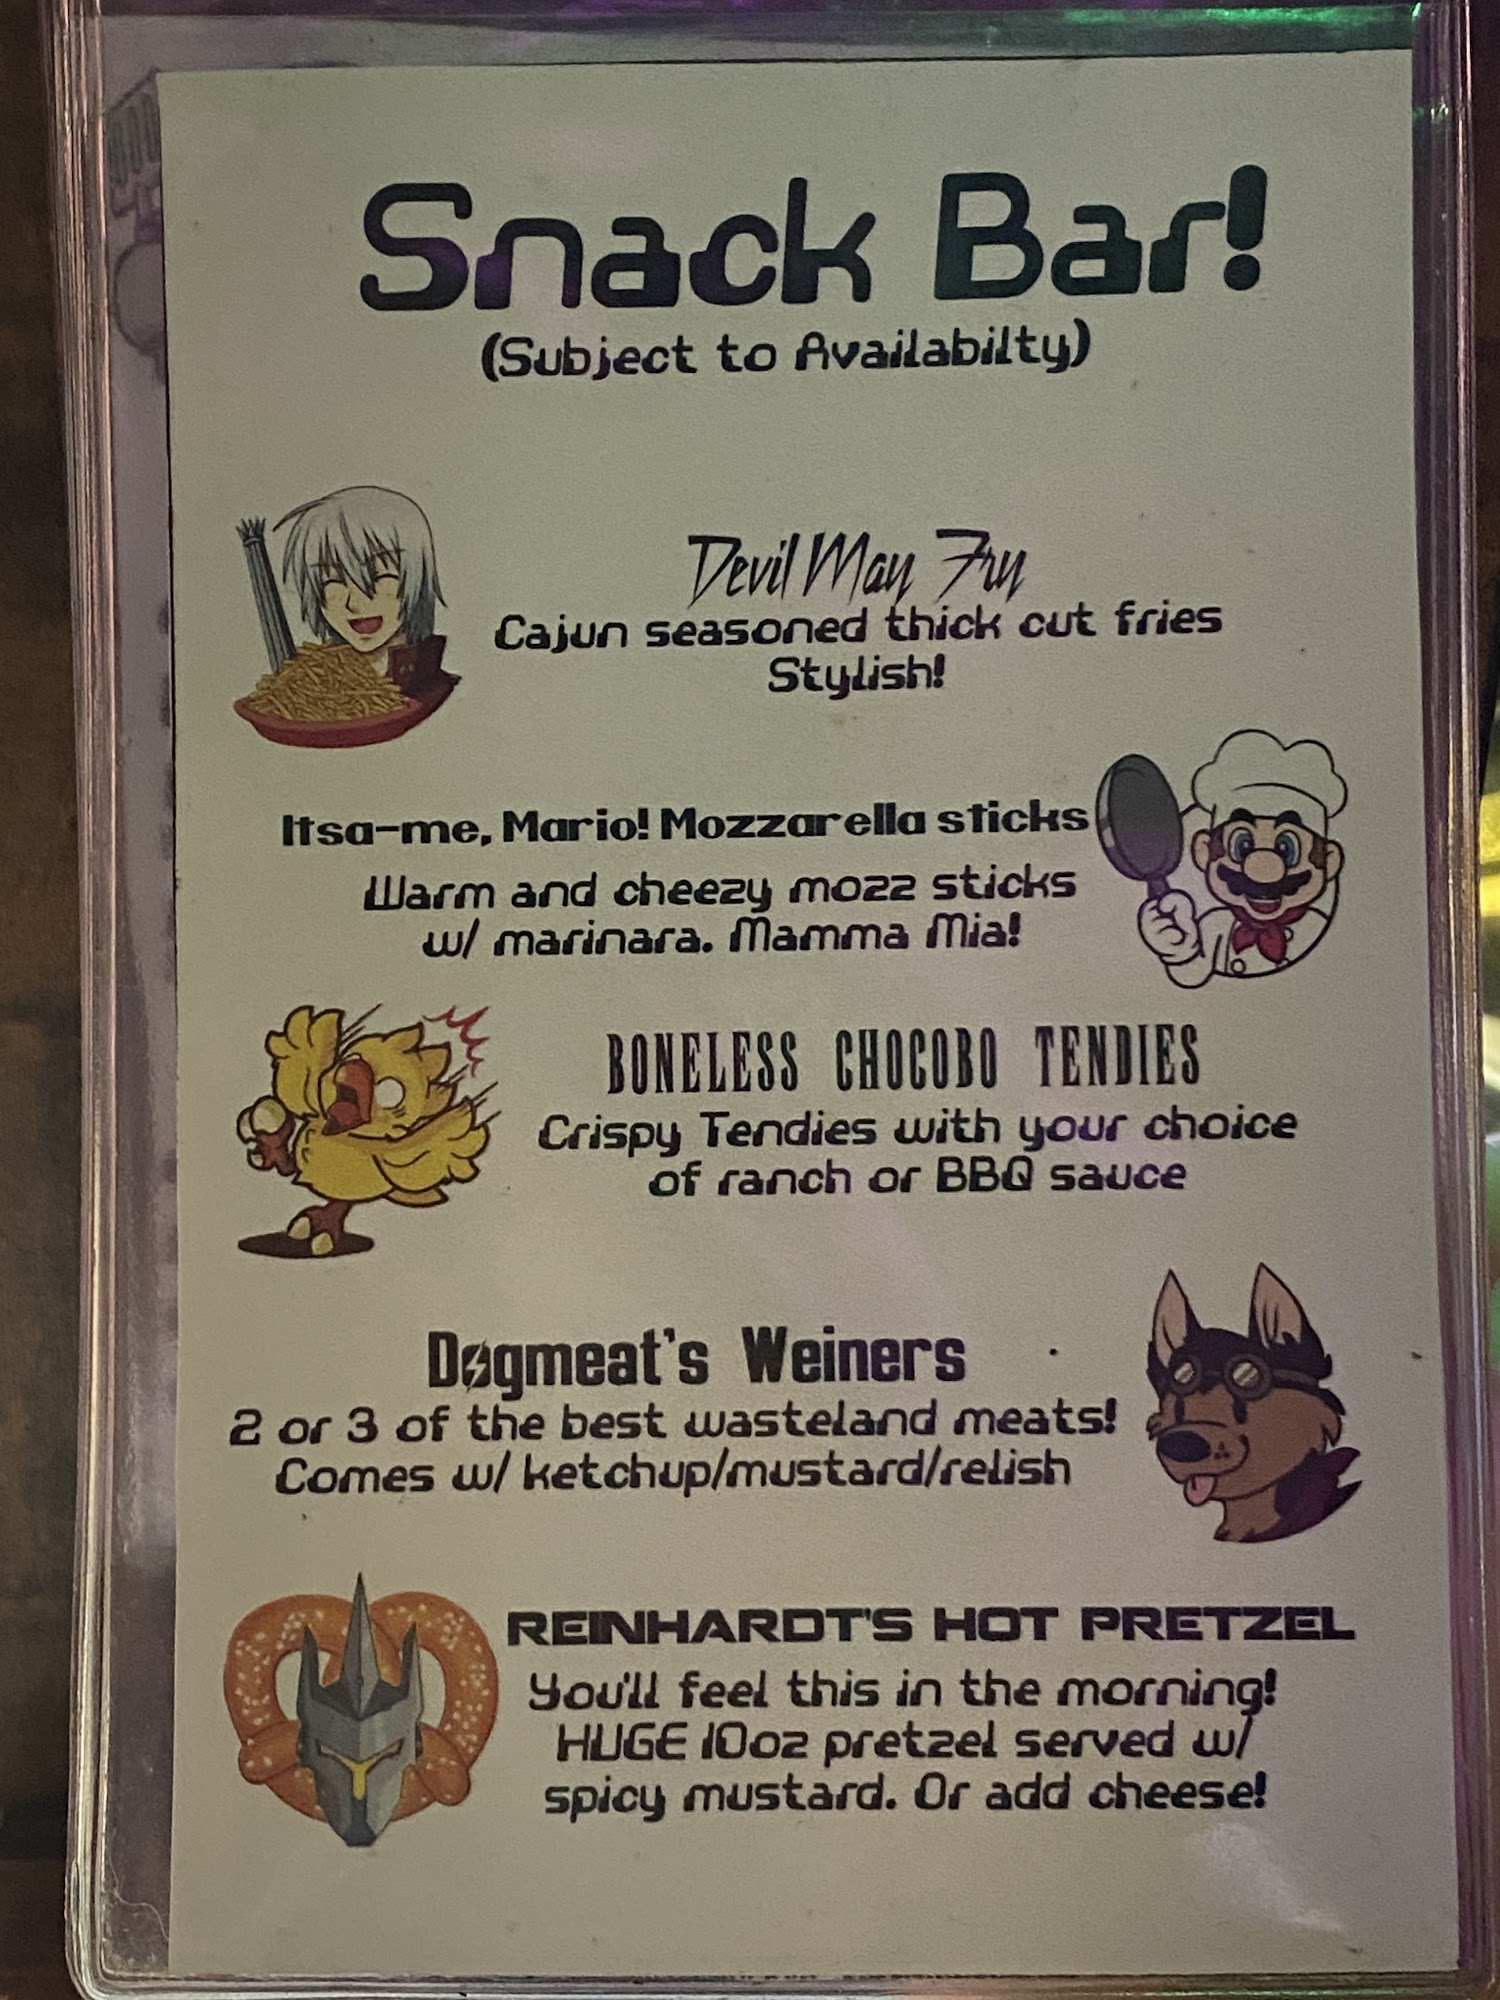 Snack Bar!
(Subject to Availabilty)
Devil May Fry
Cajun seasoned thick cut fries
Stylish!
Itsa-me, Mario! Mozzarella sticks
Warm and cheezy mozz sticks
w/ marinara. Mamma Mia!
BONELESS CHOCOBO TENDIES
Crispy Tendies with your choice
of ranch or BBQ sauce
Dogmeat's Weiners
2 or 3 of the best wasteland meats!
Comes w/ ketchup/mustard/relish
REINHARDT'S HOT PRETZEL
You'll feel this in the morning!
HUGE 10oz pretzel served w/
spicy mustard. Or add cheese!